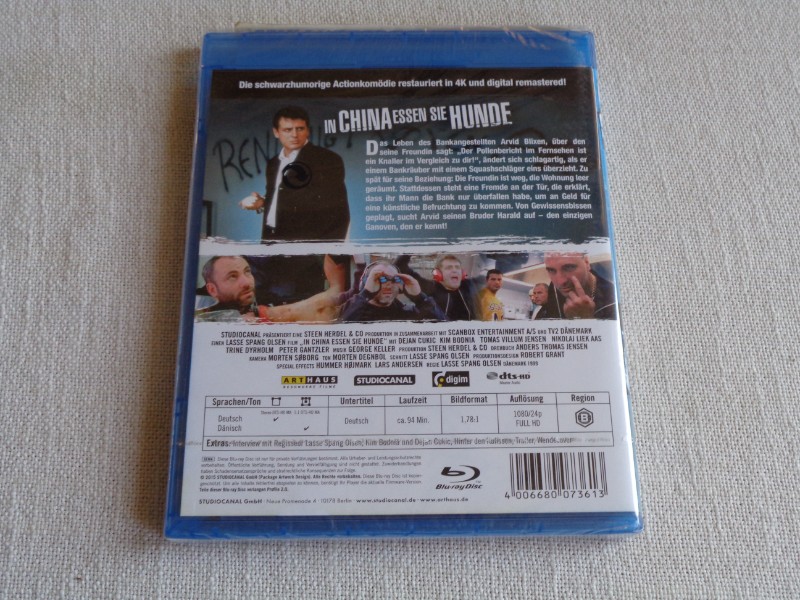 Die schwarzhumorige Actionkomödie restauriert in 4K und digital remastered!
IN CHINA ESSEN SIE HUNDE
Das Leben des Bankangestellten Arvid Blixen, über den
seine Freundin sagt: „Der Pollenbericht im Fernsehen ist
ein Knaller im Vergleich zu dir!“, ändert sich schlagartig, als er
einem Bankräuber mit einem Squashschläger eins überzieht. Zu
spät für seine Beziehung: Die Freundin ist weg, die Wohnung leer
geräumt. Stattdessen steht eine Fremde an der Tür, die erklärt,
dass ihr Mann die Bank nur überfallen habe, um an Geld für
eine künstliche Befruchtung zu kommen. Von Gewissensbissen
geplagt, sucht Arvid seinen Bruder Harald auf – den einzigen
Ganoven, den er kennt!
STUDIOCANAL PRÄSENTIERT EINE STEEN HERDEL & CO PRODUKTION IN ZUSAMMENARBEIT MIT SCANBOX ENTERTAINMENT A/S UND TV2 DÄNEMARK
EINEN LASSE SPANG OLSEN FILM „IN CHINA ESSEN SIE HUNDE“ MIT DEJAN CUKIC KIM BODNIA TOMAS VILLUM JENSEN NIKOLAJ LIE KAAS
TRINE DYRHOLM PETER GANTZLER MUSIK GEORGE KELLER PRODUKTION STEEN HERDEL & CO DREHBUCH ANDERS THOMAS JENSEN
KAMERA MORTEN SØBORG TON MORTEN DEGNBOL SCHNITT LASSE SPANG OLSEN PRODUKTIONSDESIGN ROBERT GRANT
SPECIAL EFFECTS HUMMER HØJMARK LARS ANDERSEN REGIE LASSE SPANG OLSEN DÄNEMARK 1999
ARTHAUS
BESONDERE FILME
STUDIOCANAL
digim
dts-HD
Master Audio
Sprachen/Ton Untertitel Laufzeit Bildformat Auflösung Region
Deutsch ✓
Dänisch ✓
Deutsch
ca. 94 Min.
1,78:1
1080/24p
FULL HD
B
Extras: Interview mit Regisseur Lasse Spang Olsen, Kim Bodnia und Dejan Cukic, Hinter den Kulissen, Trailer, Wendecover
STUDIOCANAL GmbH · Neue Promenade 4 · 10178 Berlin · www.studiocanal.de · www.arthaus.de
Blu-ray Disc
4 006680 073613